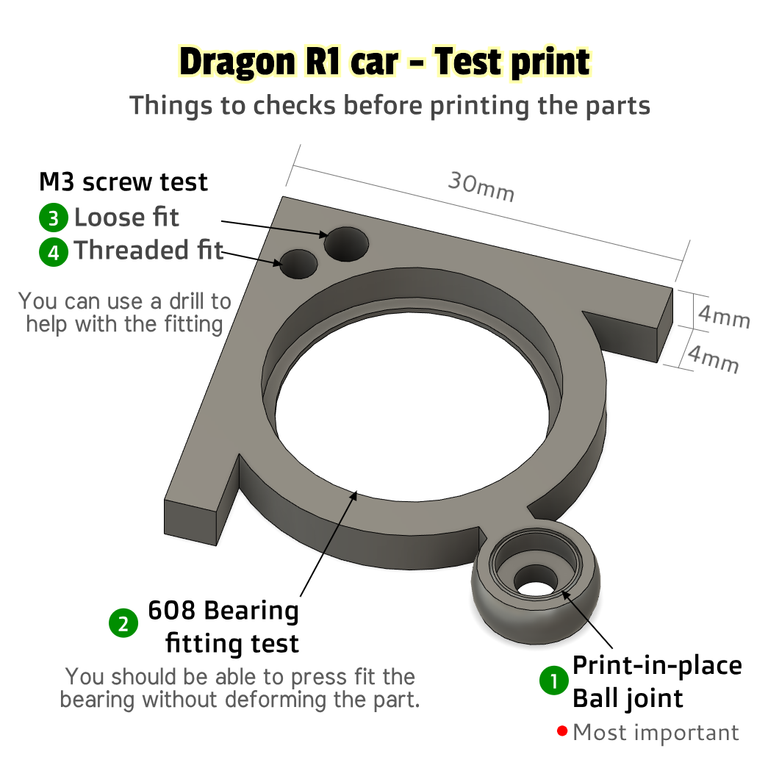 Dragon R1 car - Test print
Things to checks before printing the parts
30mm
M3 screw test
3 Loose fit
4 Threaded fit
You can use a drill to
help with the fitting
4mm
4mm
2 608 Bearing
fitting test
You should be able to press fit the
bearing without deforming the part.
1 Print-in-place
Ball joint
Most important